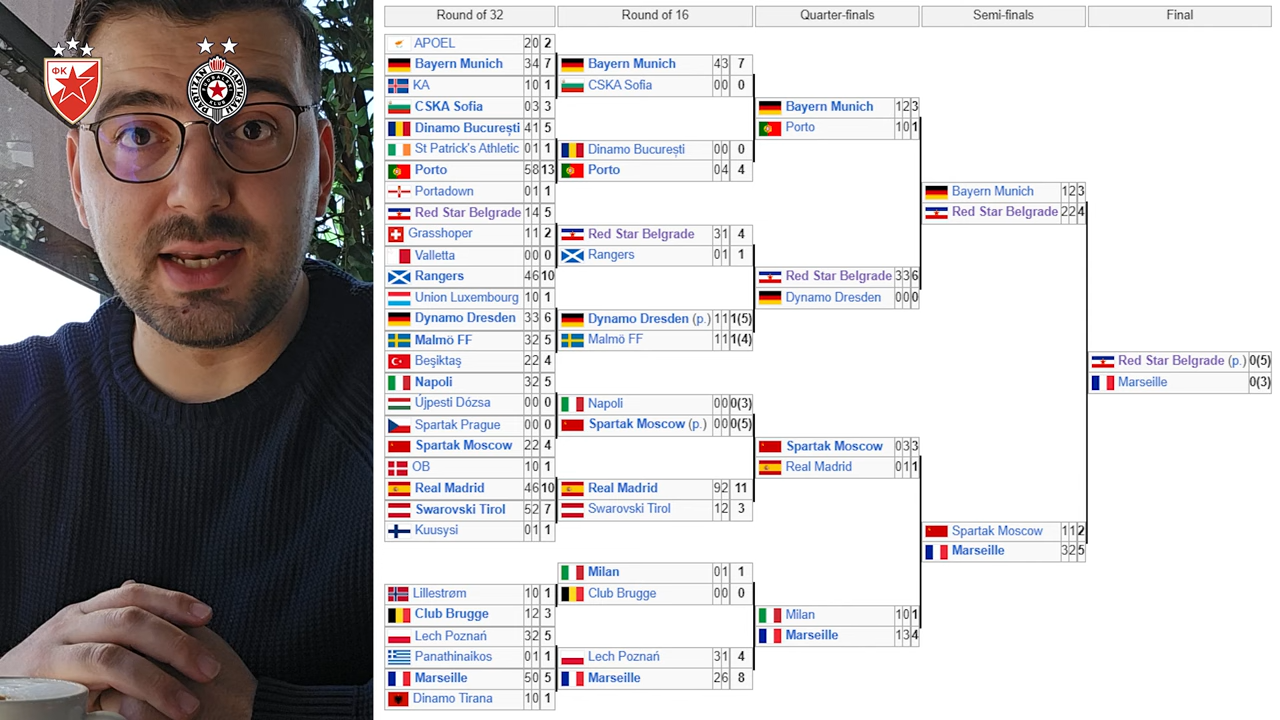 Round of 32
Round of 16
Quarter-finals
Semi-finals
Final
APOEL 2 0 2
Bayern Munich 3 4 7
KA 1 0 1
CSKA Sofia 0 3 3
Dinamo București 4 1 5
St Patrick's Athletic 0 1 1
Porto 5 8 13
Portadown 0 1 1
Red Star Belgrade 1 4 5
Grasshoper 1 1 2
Valletta 0 0 0
Rangers 4 6 10
Union Luxembourg 1 0 1
Dynamo Dresden 3 3 6
Malmö FF 3 2 5
Beşiktaş 2 2 4
Napoli 3 2 5
Újpesti Dózsa 0 0 0
Spartak Prague 0 0 0
Spartak Moscow 2 2 4
OB 1 0 1
Real Madrid 4 6 10
Swarovski Tirol 5 2 7
Kuusysi 0 1 1
Lillestrøm 1 0 1
Club Brugge 1 2 3
Lech Poznań 3 2 5
Panathinaikos 0 1 1
Marseille 5 0 5
Dinamo Tirana 1 0 1
Bayern Munich 4 3 7
CSKA Sofia 0 0 0
Dinamo București 0 0 0
Porto 0 4 4
Red Star Belgrade 3 1 4
Rangers 0 1 1
Dynamo Dresden (p.) 1 1 1(5)
Malmö FF 1 1 1(4)
Napoli 0 0 0(3)
Spartak Moscow (p.) 0 0 0(5)
Real Madrid 9 2 11
Swarovski Tirol 1 2 3
Milan 0 1 1
Club Brugge 0 0 0
Lech Poznań 3 1 4
Marseille 2 6 8
Bayern Munich 1 2 3
Porto 1 0 1
Red Star Belgrade 3 3 6
Dynamo Dresden 0 0 0
Spartak Moscow 0 3 3
Real Madrid 0 1 1
Milan 1 0 1
Marseille 1 3 4
Bayern Munich 1 2 3
Red Star Belgrade 2 2 4
Spartak Moscow 1 1 2
Marseille 3 2 5
Red Star Belgrade (p.) 0(5)
Marseille 0(3)
ФК